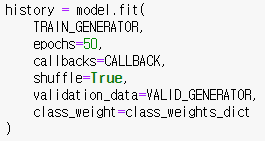 history = model.fit(
    TRAIN_GENERATOR,
    epochs=50,
    callbacks=CALLBACK,
    shuffle=True,
    validation_data=VALID_GENERATOR,
    class_weight=class_weights_dict
)